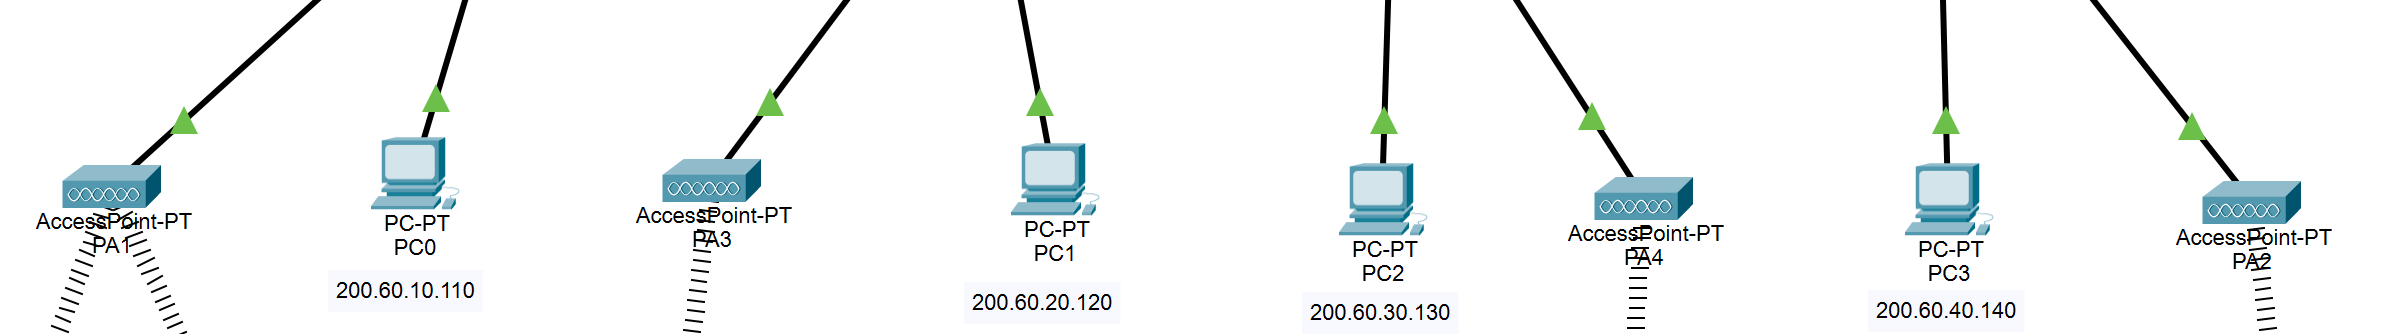 AccessPoint-PT
PA1
PC-PT
PC0
200.60.10.110
AccessPoint-PT
PA3
PC-PT
PC1
200.60.20.120
PC-PT
PC2
200.60.30.130
AccessPoint-PT
PA4
PC-PT
PC3
200.60.40.140
AccessPoint-PT
PA2